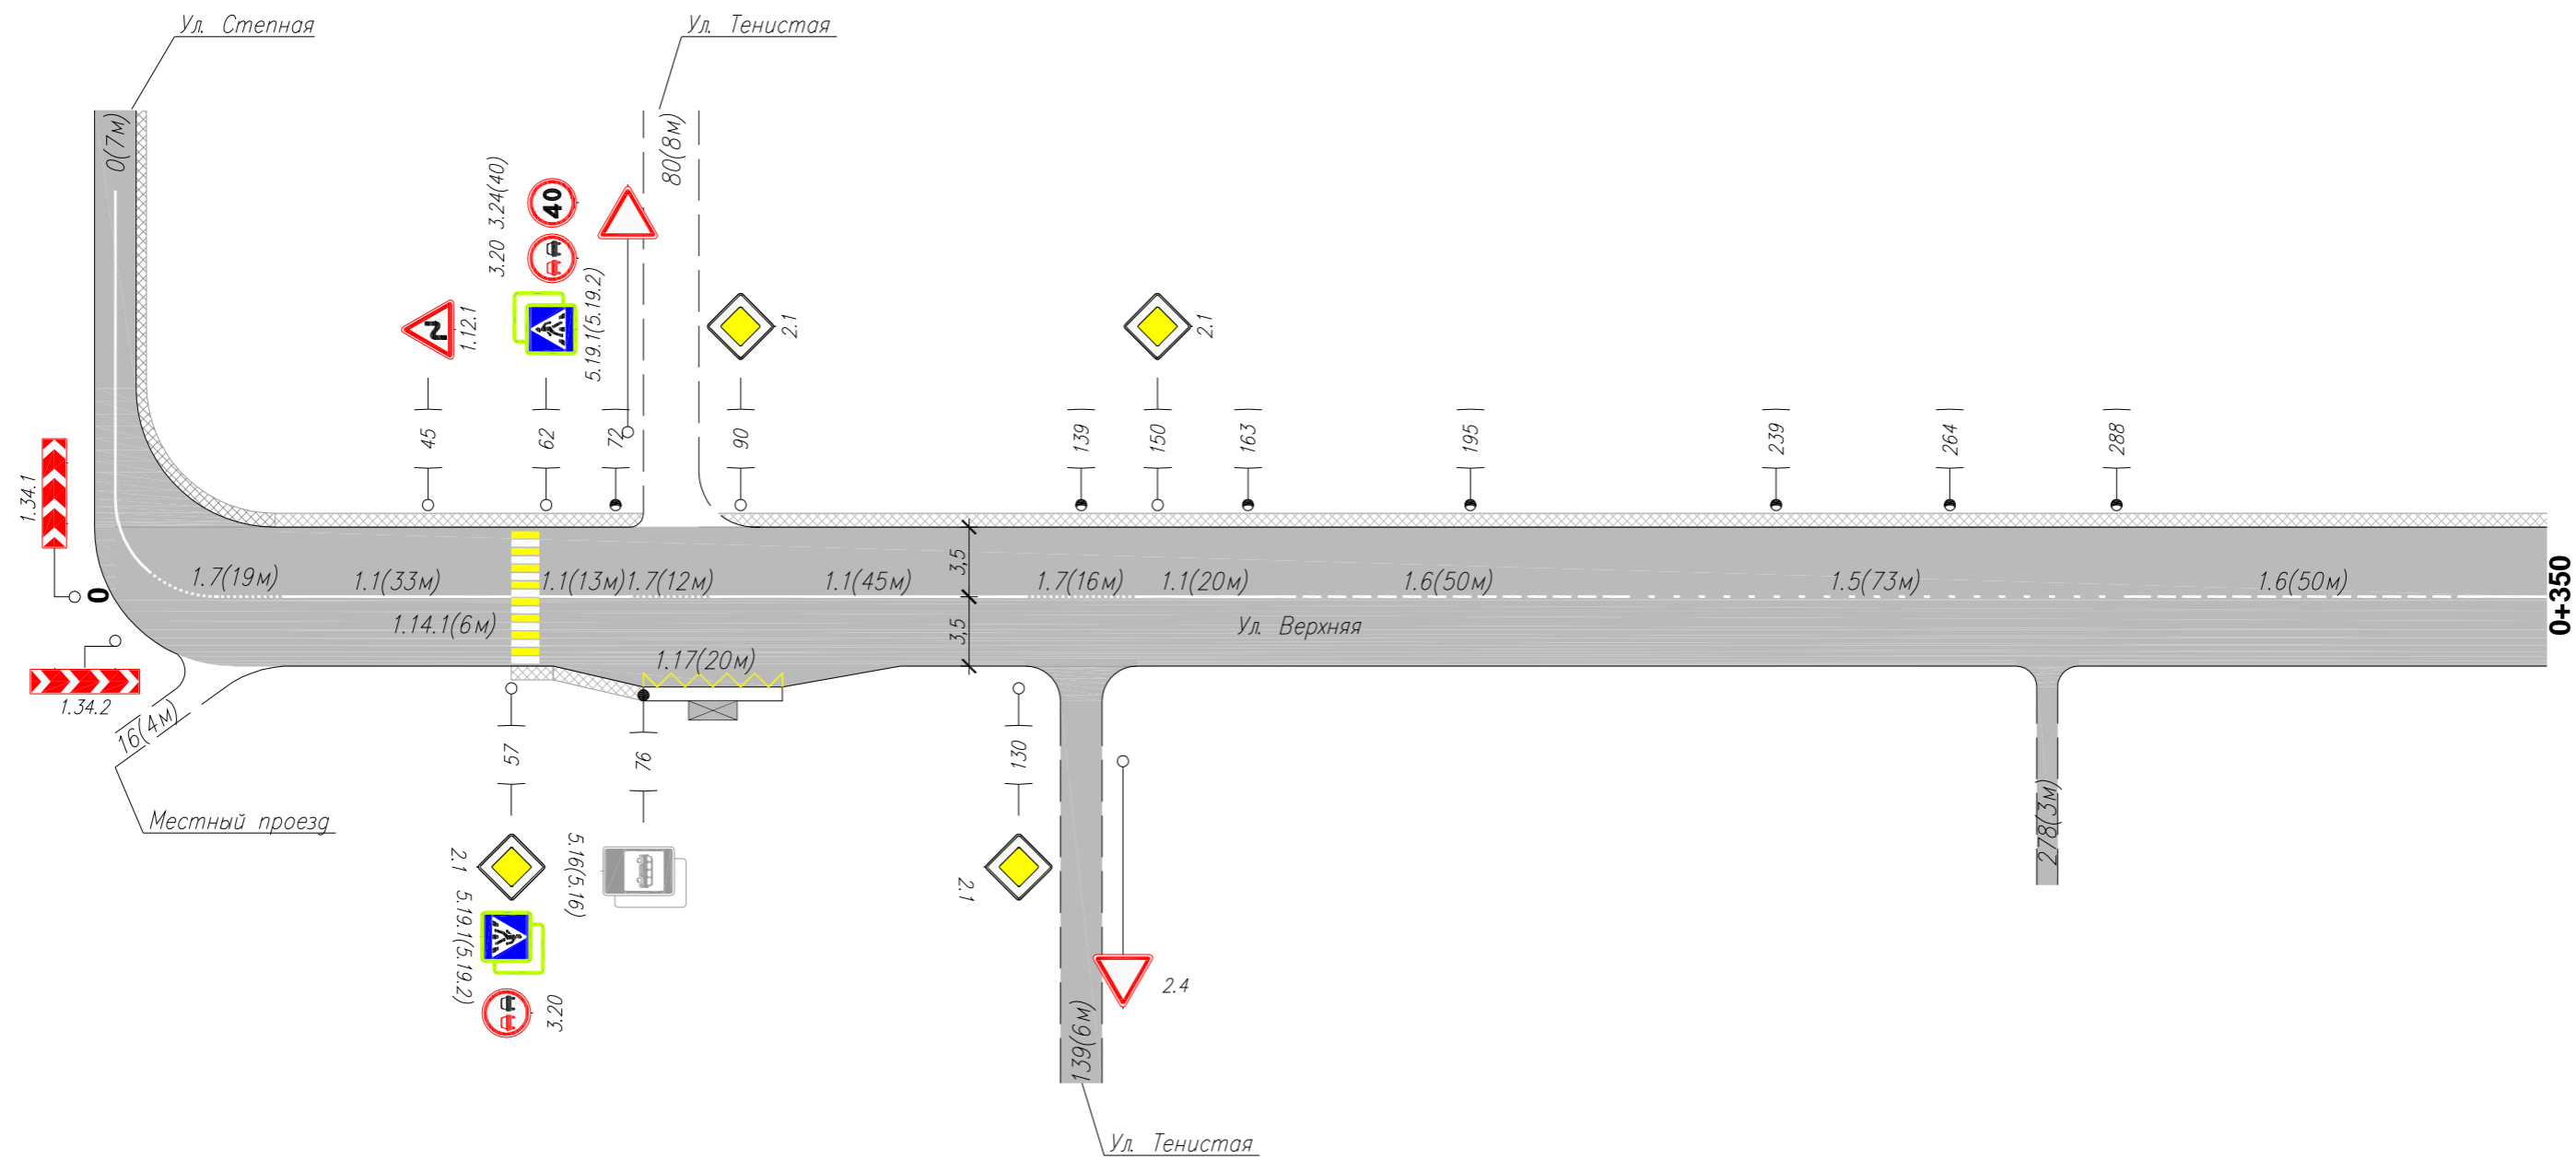 Ул. Степная
Ул. Тенистая
0(7м)
80(8м)
3.20 3.24(40)
40
5.19.1(5.19.2)
1.12.1
2.1
2.1
1.34.1
45
62
72
90
139
150
163
195
239
264
288
0
1.7(19м)
1.1(33м)
1.1(13м)
1.7(12м)
1.1(45м)
3,5
1.7(16м)
1.1(20м)
1.6(50м)
1.5(73м)
1.6(50м)
0+350
1.14.1(6м)
3,5
Ул. Верхняя
1.17(20м)
1.34.2
16(4м)
57
76
130
278(3м)
Местный проезд
2.1 5.19.1(5.19.2)
5.16(5.16)
2.1
3.20
2.4
139(6м)
Ул. Тенистая